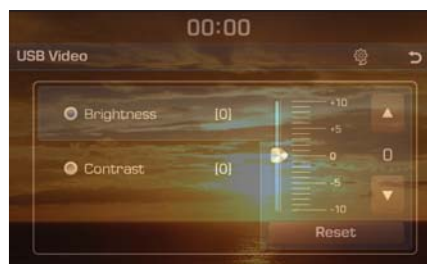 00:00
USB Video
Brightness [0]
Contrast [0]
+10
+5
0
-5
-10
0
Reset